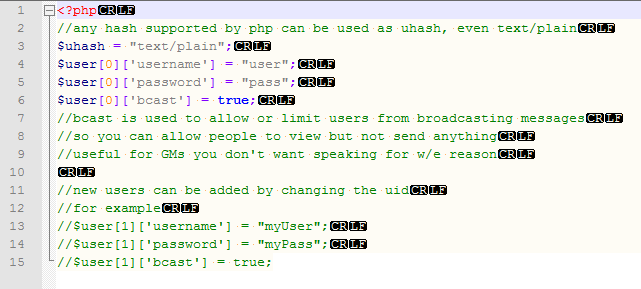 1 <?phpCRLF
2 //any hash supported by php can be used as uhash, even text/plainCRLF
3 $uhash = "text/plain";CRLF
4 $user[0]['username'] = "user";CRLF
5 $user[0]['password'] = "pass";CRLF
6 $user[0]['bcast'] = true;CRLF
7 //bcast is used to allow or limit users from broadcasting messagesCRLF
8 //so you can allow people to view but not send anythingCRLF
9 //useful for GMs you don't want speaking for w/e reasonCRLF
10 CRLF
11 //new users can be added by changing the uidCRLF
12 //for exampleCRLF
13 //$user[1]['username'] = "myUser";CRLF
14 //$user[1]['password'] = "myPass";CRLF
15 //$user[1]['bcast'] = true;